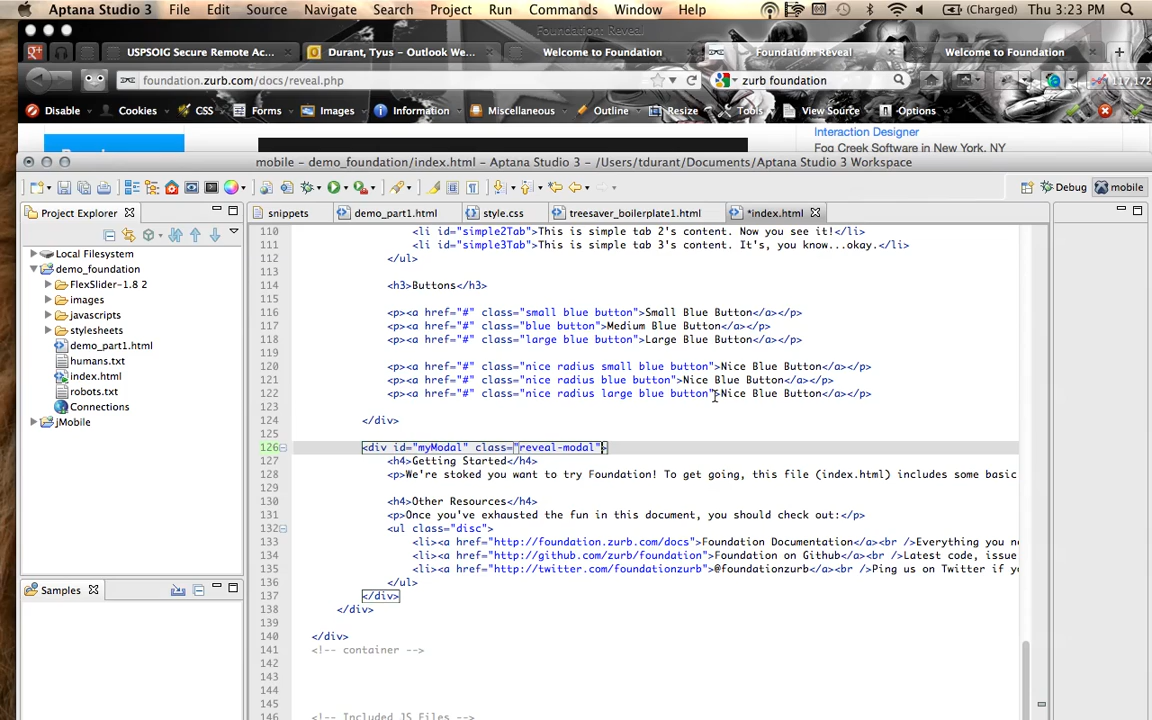 Aptana Studio 3 File Edit Source Navigate Search Project Run Commands Window Help (Charged) Thu 3:23 PM
Foundation: Reveal
USPSOIG Secure Remote Ac... Durant, Tyus – Outlook We... Welcome to Foundation Foundation: Reveal Welcome to Foundation
foundation.zurb.com/docs/reveal.php zurb foundation
Disable Cookies CSS Forms Images Information Miscellaneous Outline Resize Tools View Source Options
Interaction Designer
Fog Creek Software in New York, NY
mobile - demo_foundation/index.html - Aptana Studio 3 - /Users/tdurant/Documents/Aptana Studio 3 Workspace
Debug mobile
Project Explorer snippets demo_part1.html style.css treesaver_boilerplate1.html *index.html
Local Filesystem
demo_foundation
FlexSlider-1.8 2
images
javascripts
stylesheets
demo_part1.html
humans.txt
index.html
robots.txt
Connections
jMobile
Samples
110 <li id="simple2Tab">This is simple tab 2's content. Now you see it!</li>
111 <li id="simple3Tab">This is simple tab 3's content. It's, you know...okay.</li>
112 </ul>
113
114 <h3>Buttons</h3>
115
116 <p><a href="#" class="small blue button">Small Blue Button</a></p>
117 <p><a href="#" class="blue button">Medium Blue Button</a></p>
118 <p><a href="#" class="large blue button">Large Blue Button</a></p>
119
120 <p><a href="#" class="nice radius small blue button">Nice Blue Button</a></p>
121 <p><a href="#" class="nice radius blue button">Nice Blue Button</a></p>
122 <p><a href="#" class="nice radius large blue button">Nice Blue Button</a></p>
123
124 </div>
125
126 <div id="myModal" class="reveal-modal">
127 <h4>Getting Started</h4>
128 <p>We're stoked you want to try Foundation! To get going, this file (index.html) includes some basic
129
130 <h4>Other Resources</h4>
131 <p>Once you've exhausted the fun in this document, you should check out:</p>
132 <ul class="disc">
133 <li><a href="http://foundation.zurb.com/docs">Foundation Documentation</a><br />Everything you n
134 <li><a href="http://github.com/zurb/foundation">Foundation on Github</a><br />Latest code, issue
135 <li><a href="http://twitter.com/foundationzurb">@foundationzurb</a><br />Ping us on Twitter if y
136 </ul>
137 </div>
138 </div>
139
140 </div>
141 <!-- container -->
142
143
144
145
146 <!-- Included JS Files -->